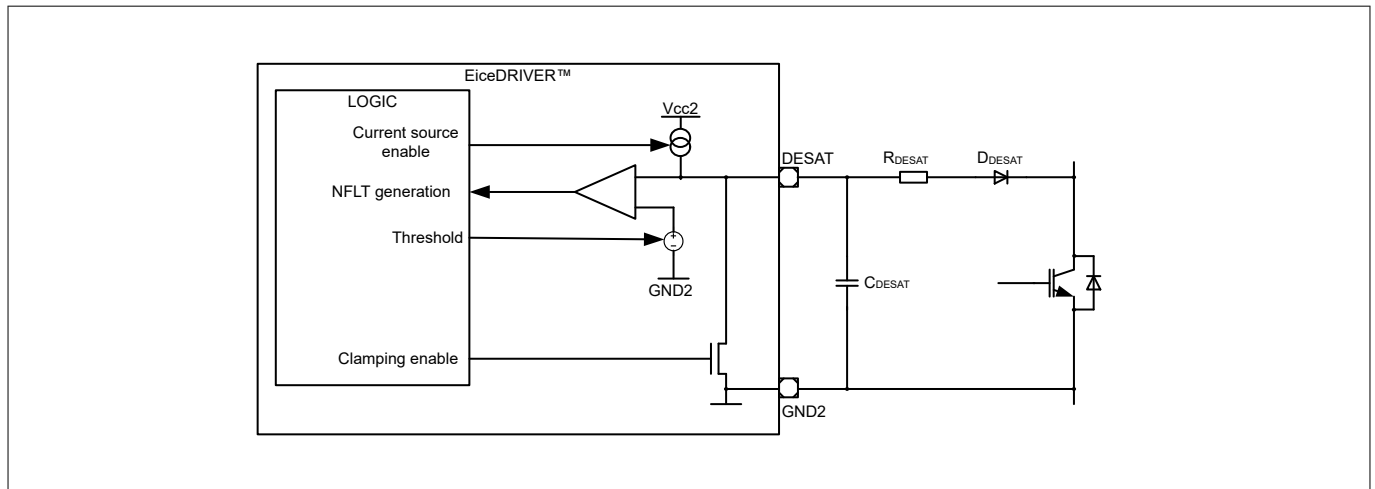 EiceDRIVER™
LOGIC
Vcc2
Current source
enable
DESAT
RDESAT
DDESAT
NFLT generation
Threshold
+
-
GND2
CDESAT
Clamping enable
GND2